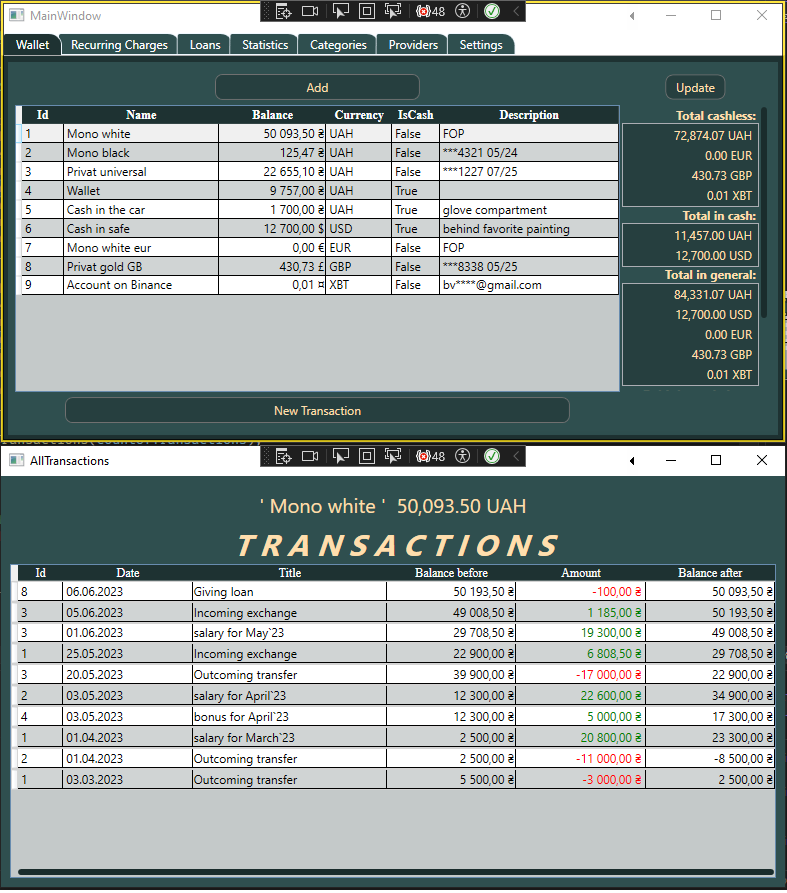 MainWindow
48
Wallet Recurring Charges Loans Statistics Categories Providers Settings
Add Update
Id Name Balance Currency IsCash Description
1 Mono white 50 093,50 ₴ UAH False FOP
2 Mono black 125,47 ₴ UAH False ***4321 05/24
3 Privat universal 22 655,10 ₴ UAH False ***1227 07/25
4 Wallet 9 757,00 ₴ UAH True
5 Cash in the car 1 700,00 ₴ UAH True glove compartment
6 Cash in safe 12 700,00 $ USD True behind favorite painting
7 Mono white eur 0,00 € EUR False FOP
8 Privat gold GB 430,73 £ GBP False ***8338 05/25
9 Account on Binance 0,01 ¤ XBT False bv****@gmail.com
Total cashless:
72,874.07 UAH
0.00 EUR
430.73 GBP
0.01 XBT
Total in cash:
11,457.00 UAH
12,700.00 USD
Total in general:
84,331.07 UAH
12,700.00 USD
0.00 EUR
430.73 GBP
0.01 XBT
New Transaction
AllTransactions
48
' Mono white ' 50,093.50 UAH
TRANSACTIONS
Id Date Title Balance before Amount Balance after
8 06.06.2023 Giving loan 50 193,50 ₴ -100,00 ₴ 50 093,50 ₴
3 05.06.2023 Incoming exchange 49 008,50 ₴ 1 185,00 ₴ 50 193,50 ₴
3 01.06.2023 salary for May`23 29 708,50 ₴ 19 300,00 ₴ 49 008,50 ₴
1 25.05.2023 Incoming exchange 22 900,00 ₴ 6 808,50 ₴ 29 708,50 ₴
3 20.05.2023 Outcoming transfer 39 900,00 ₴ -17 000,00 ₴ 22 900,00 ₴
2 03.05.2023 salary for April`23 12 300,00 ₴ 22 600,00 ₴ 34 900,00 ₴
4 03.05.2023 bonus for April`23 12 300,00 ₴ 5 000,00 ₴ 17 300,00 ₴
1 01.04.2023 salary for March`23 2 500,00 ₴ 20 800,00 ₴ 23 300,00 ₴
2 01.04.2023 Outcoming transfer 2 500,00 ₴ -11 000,00 ₴ -8 500,00 ₴
1 03.03.2023 Outcoming transfer 5 500,00 ₴ -3 000,00 ₴ 2 500,00 ₴